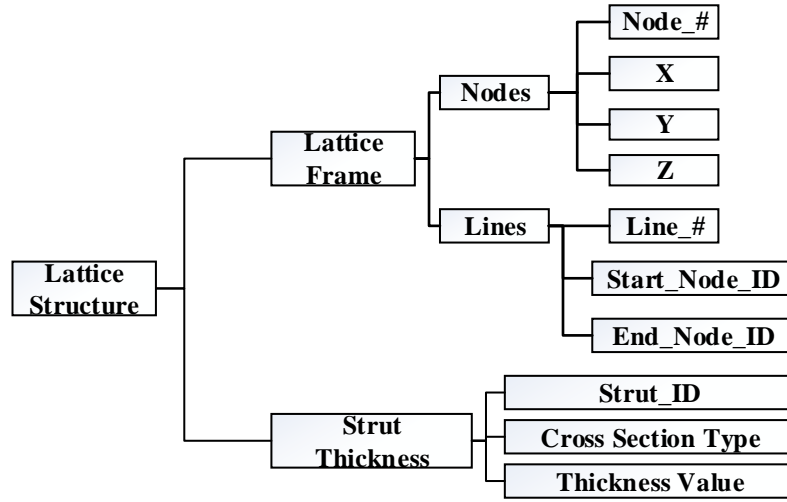 Node_#
X
Nodes
Y
Lattice
Frame
Z
Lines
Line_#
Lattice
Structure
Start_Node_ID
End_Node_ID
Strut_ID
Strut
Thickness
Cross Section Type
Thickness Value